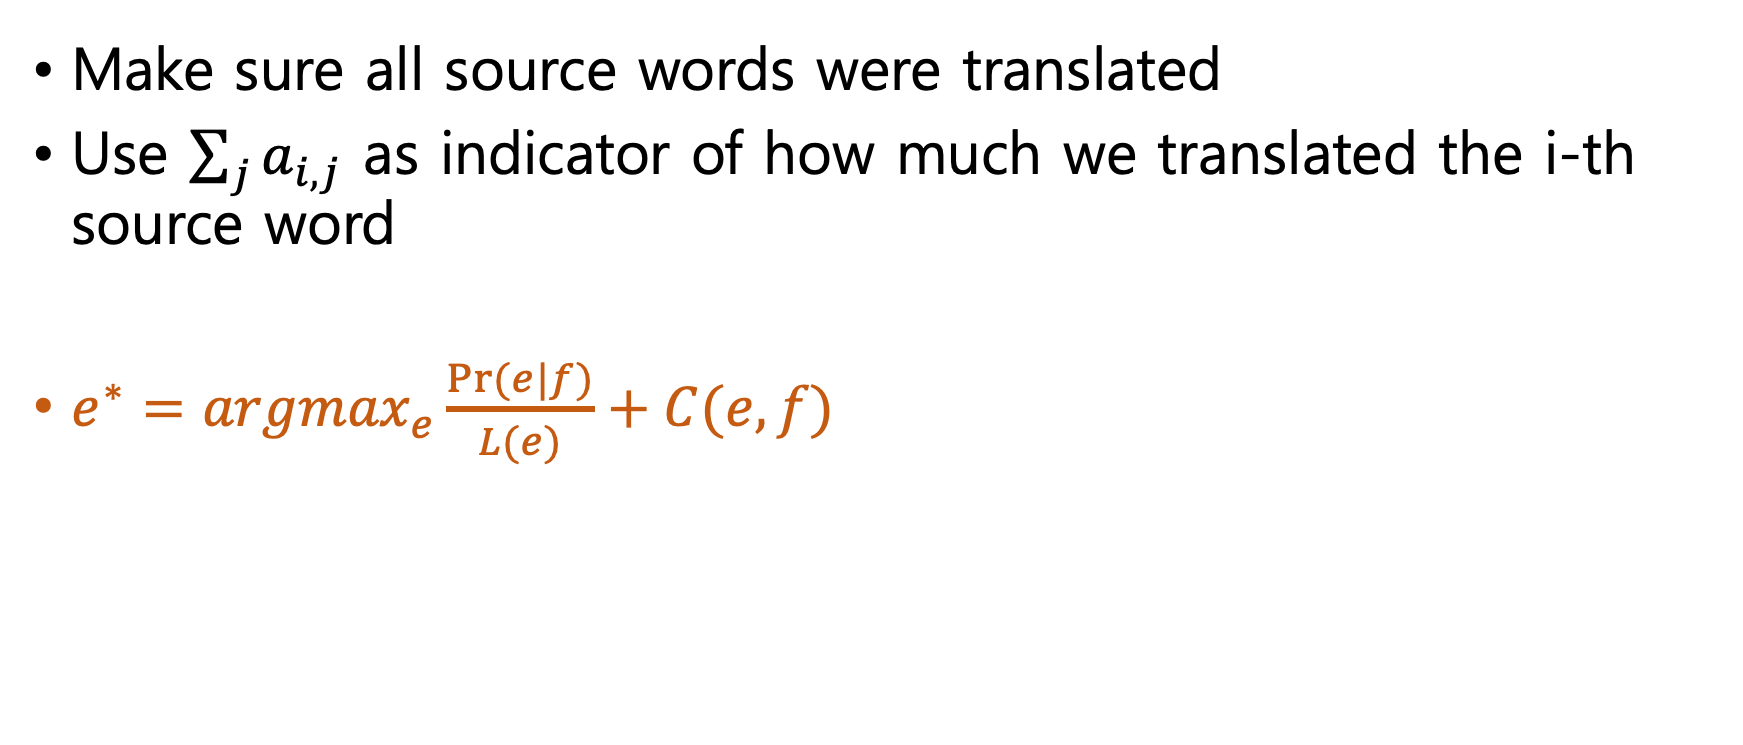 • Make sure all source words were translated
• Use ∑_j a_{i,j} as indicator of how much we translated the i-th
source word
• e* = argmax_e Pr(e|f) / L(e) + C(e, f)